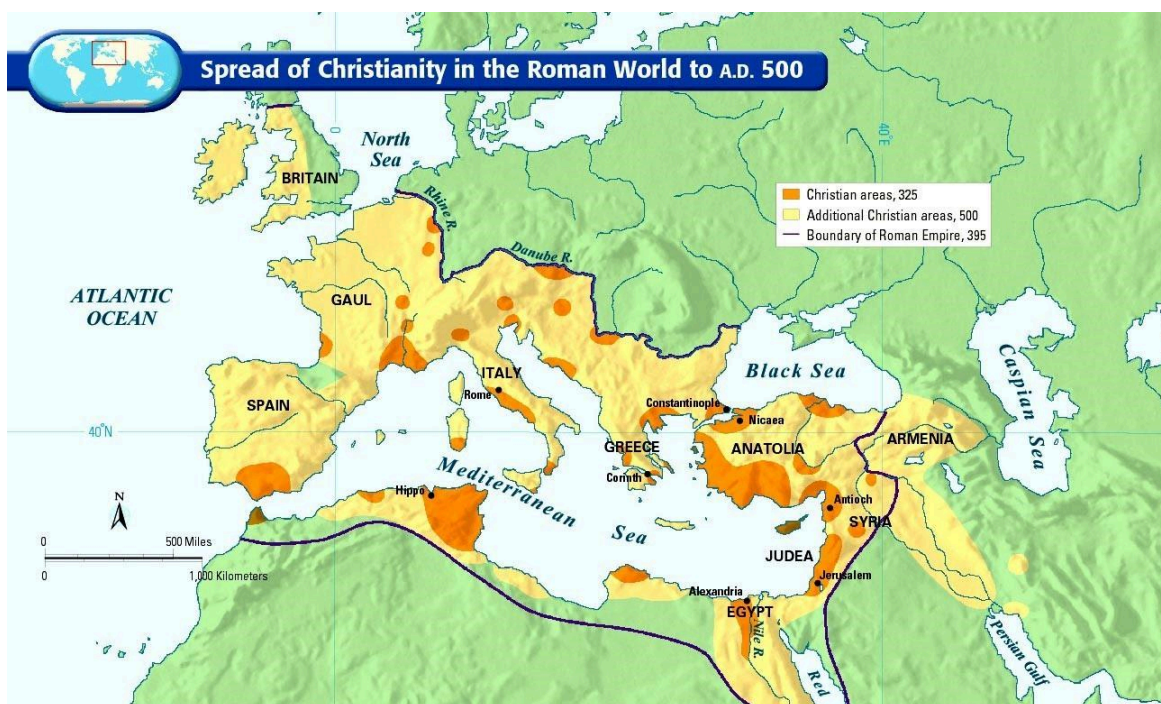 Spread of Christianity in the Roman World to A.D. 500
0
40°E
North
Sea
BRITAIN
Rhine R.
Christian areas, 325
Additional Christian areas, 500
Boundary of Roman Empire, 395
Danube R.
ATLANTIC
OCEAN
GAUL
Caspian Sea
Black Sea
ITALY
Rome
SPAIN
Constantinople
Nicaea
40°N
GREECE
ANATOLIA
ARMENIA
Mediterranean
Sea
Corinth
Hippo
Antioch
SYRIA
N
0 500 Miles
0 1,000 Kilometers
JUDEA
Jerusalem
Alexandria
EGYPT
Nile R.
Persian Gulf
Red